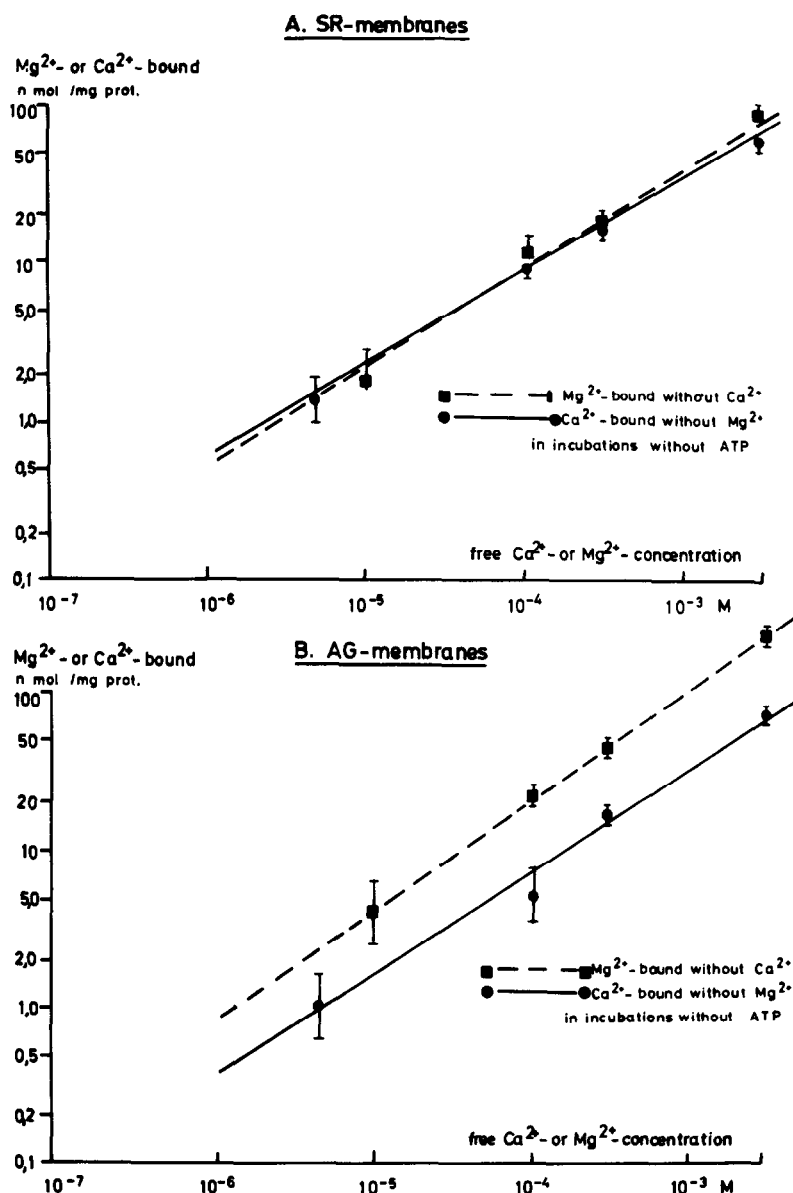 A. SR-membranes
Mg²⁺- or Ca²⁺-bound
n mol /mg prot.
100
50
20
10
5,0
2,0
1,0
0,5
0,2
0,1
Mg²⁺-bound without Ca²⁺
Ca²⁺-bound without Mg²⁺
in incubations without ATP
free Ca²⁺- or Mg²⁺-concentration
10⁻⁷ 10⁻⁶ 10⁻⁵ 10⁻⁴ 10⁻³ M
B. AG-membranes
Mg²⁺- or Ca²⁺-bound
n mol /mg prot.
100
50
20
10
5,0
2,0
1,0
0,5
0,2
0,1
Mg²⁺-bound without Ca²⁺
Ca²⁺-bound without Mg²⁺
in incubations without ATP
free Ca²⁺- or Mg²⁺-concentration
10⁻⁷ 10⁻⁶ 10⁻⁵ 10⁻⁴ 10⁻³ M